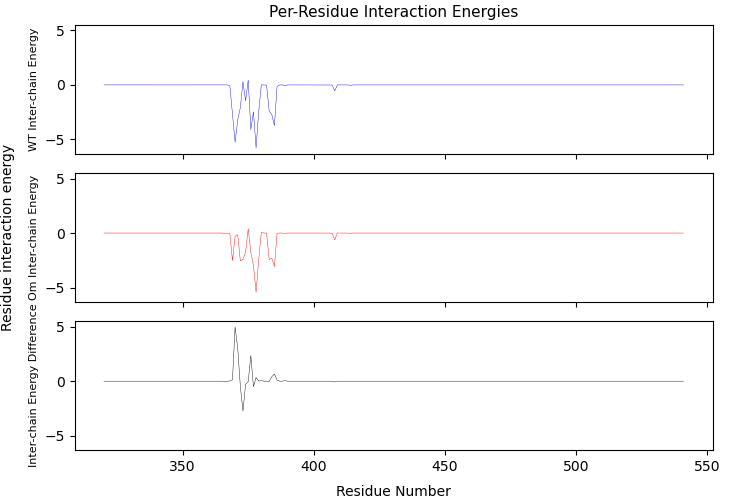 Per-Residue Interaction Energies
Residue interaction energy
WT Inter-chain Energy
5
0
−5
Om Inter-chain Energy
5
0
−5
Inter-chain Energy Difference
5
0
−5
350
400
450
500
550
Residue Number